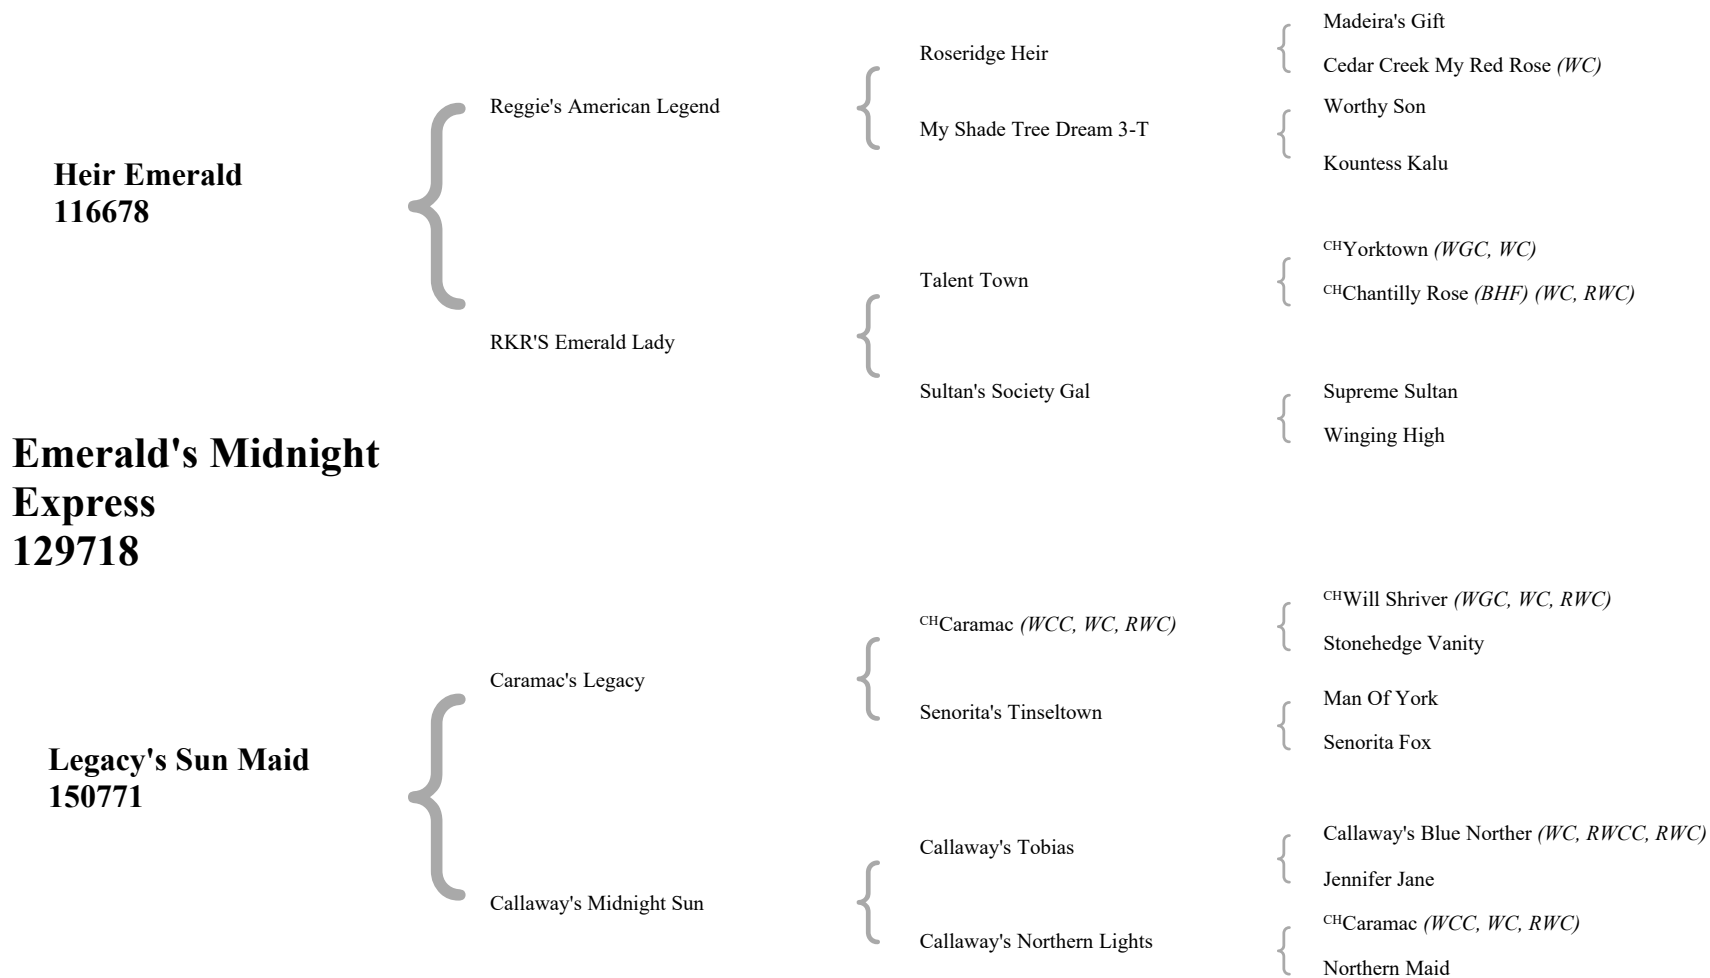 Madeira's Gift
Roseridge Heir
Cedar Creek My Red Rose (WC)
Reggie's American Legend
Worthy Son
My Shade Tree Dream 3-T
Kountess Kalu
Heir Emerald
116678
CHYorktown (WGC, WC)
Talent Town
CHChantilly Rose (BHF) (WC, RWC)
RKR'S Emerald Lady
Sultan's Society Gal
Supreme Sultan
Winging High
Emerald's Midnight
Express
129718
CHWill Shriver (WGC, WC, RWC)
CHCaramac (WCC, WC, RWC)
Stonehedge Vanity
Caramac's Legacy
Man Of York
Senorita's Tinseltown
Senorita Fox
Legacy's Sun Maid
150771
Callaway's Blue Norther (WC, RWCC, RWC)
Callaway's Tobias
Jennifer Jane
Callaway's Midnight Sun
CHCaramac (WCC, WC, RWC)
Callaway's Northern Lights
Northern Maid